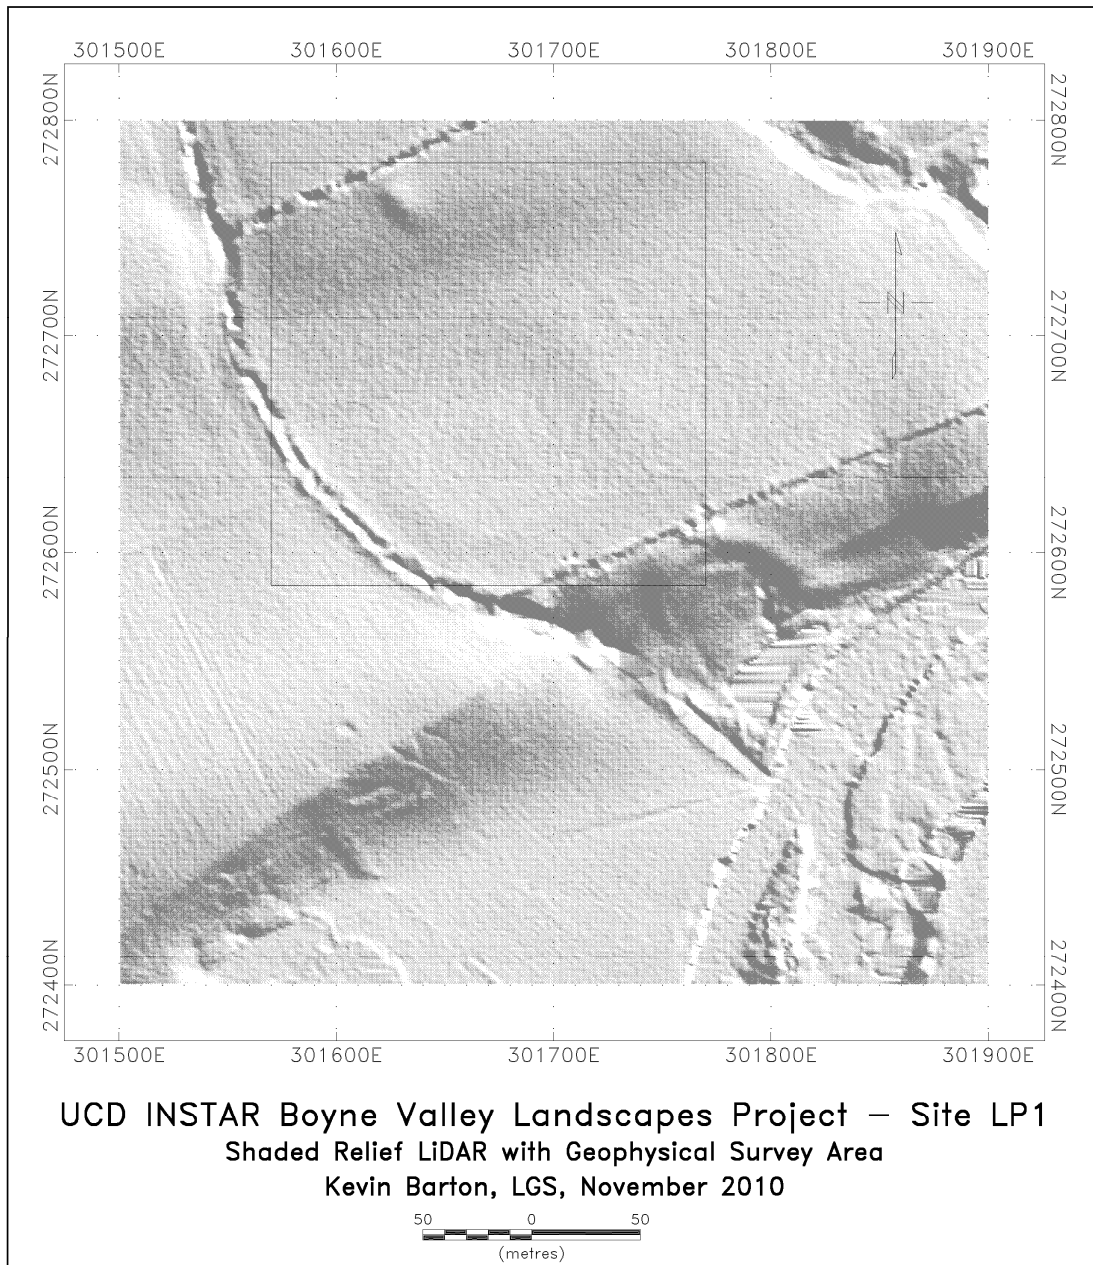 301500E 301600E 301700E 301800E 301900E
272800N 272800N
272700N 272700N
N
272600N 272600N
272500N 272500N
272400N 272400N
301500E 301600E 301700E 301800E 301900E
UCD INSTAR Boyne Valley Landscapes Project – Site LP1
Shaded Relief LiDAR with Geophysical Survey Area
Kevin Barton, LGS, November 2010
50 0 50
(metres)